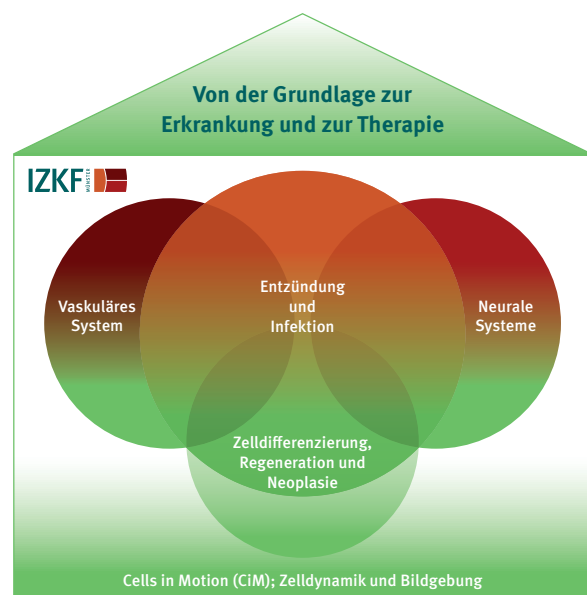 Von der Grundlage zur
Erkrankung und zur Therapie
IZKF MÜNSTER
Vaskuläres
System
Entzündung
und
Infektion
Neurale
Systeme
Zelldifferenzierung,
Regeneration und
Neoplasie
Cells in Motion (CiM); Zelldynamik und Bildgebung